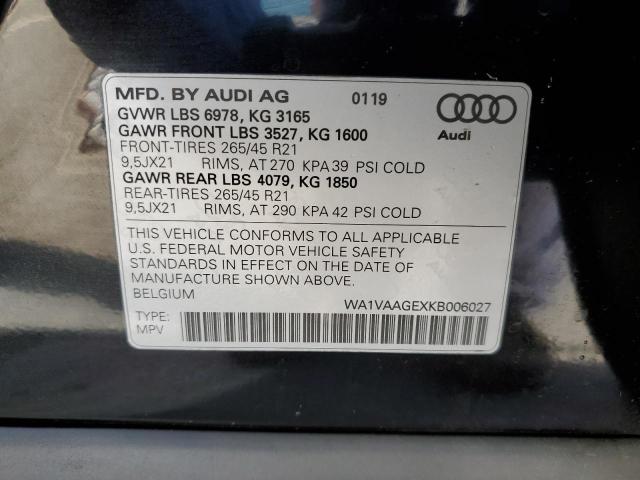 MFD. BY AUDI AG 0119
GVWR LBS 6978, KG 3165
GAWR FRONT LBS 3527, KG 1600
FRONT-TIRES 265/45 R21
9,5JX21 RIMS, AT 270 KPA 39 PSI COLD
GAWR REAR LBS 4079, KG 1850
REAR-TIRES 265/45 R21
9,5JX21 RIMS, AT 290 KPA 42 PSI COLD
Audi
THIS VEHICLE CONFORMS TO ALL APPLICABLE
U.S. FEDERAL MOTOR VEHICLE SAFETY
STANDARDS IN EFFECT ON THE DATE OF
MANUFACTURE SHOWN ABOVE.
BELGIUM WA1VAAGEXKB006027
TYPE:
MPV